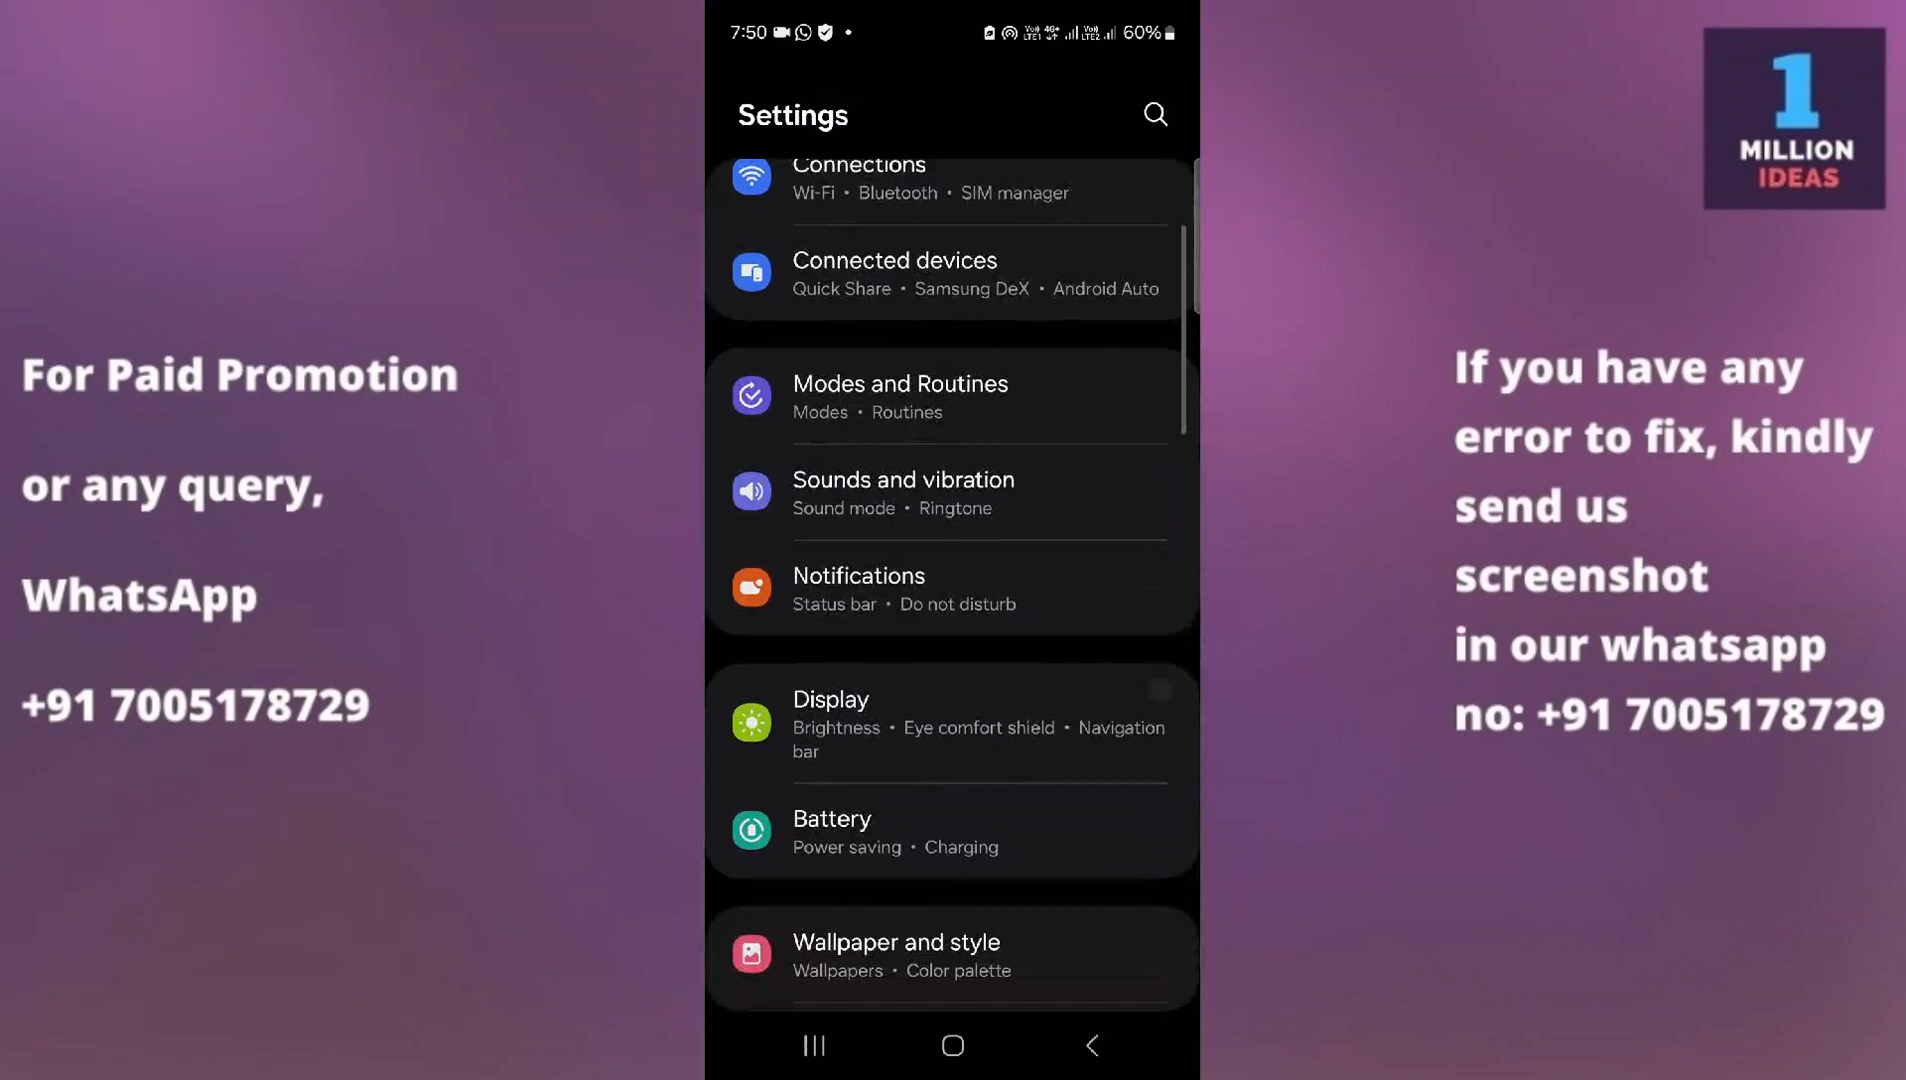 For Paid Promotion
or any query,
WhatsApp
+91 7005178729
7:50
VoLTE1 4G+ VoLTE2 60%
Settings
Connections
Wi-Fi • Bluetooth • SIM manager
Connected devices
Quick Share • Samsung DeX • Android Auto
Modes and Routines
Modes • Routines
Sounds and vibration
Sound mode • Ringtone
Notifications
Status bar • Do not disturb
Display
Brightness • Eye comfort shield • Navigation
bar
Battery
Power saving • Charging
Wallpaper and style
Wallpapers • Color palette
1
MILLION
IDEAS
If you have any
error to fix, kindly
send us
screenshot
in our whatsapp
no: +91 7005178729